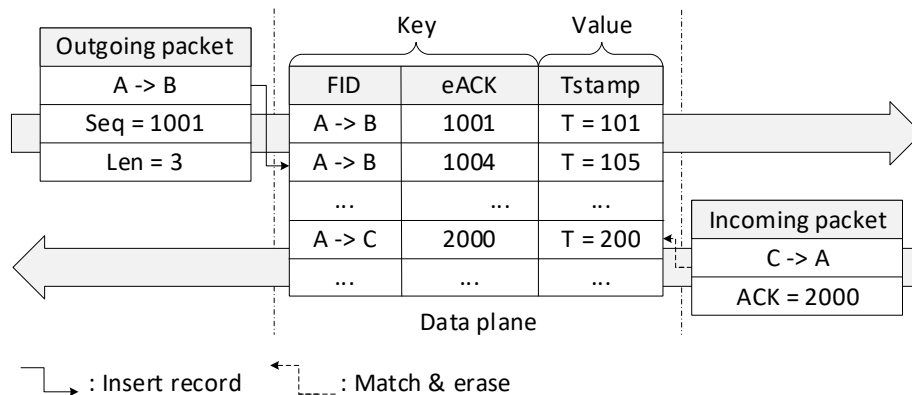 Key Value
Outgoing packet
A -> B
Seq = 1001
Len = 3
FID eACK Tstamp
A -> B 1001 T = 101
A -> B 1004 T = 105
... ... ...
A -> C 2000 T = 200
... ... ...
Incoming packet
C -> A
ACK = 2000
Data plane
: Insert record : Match & erase